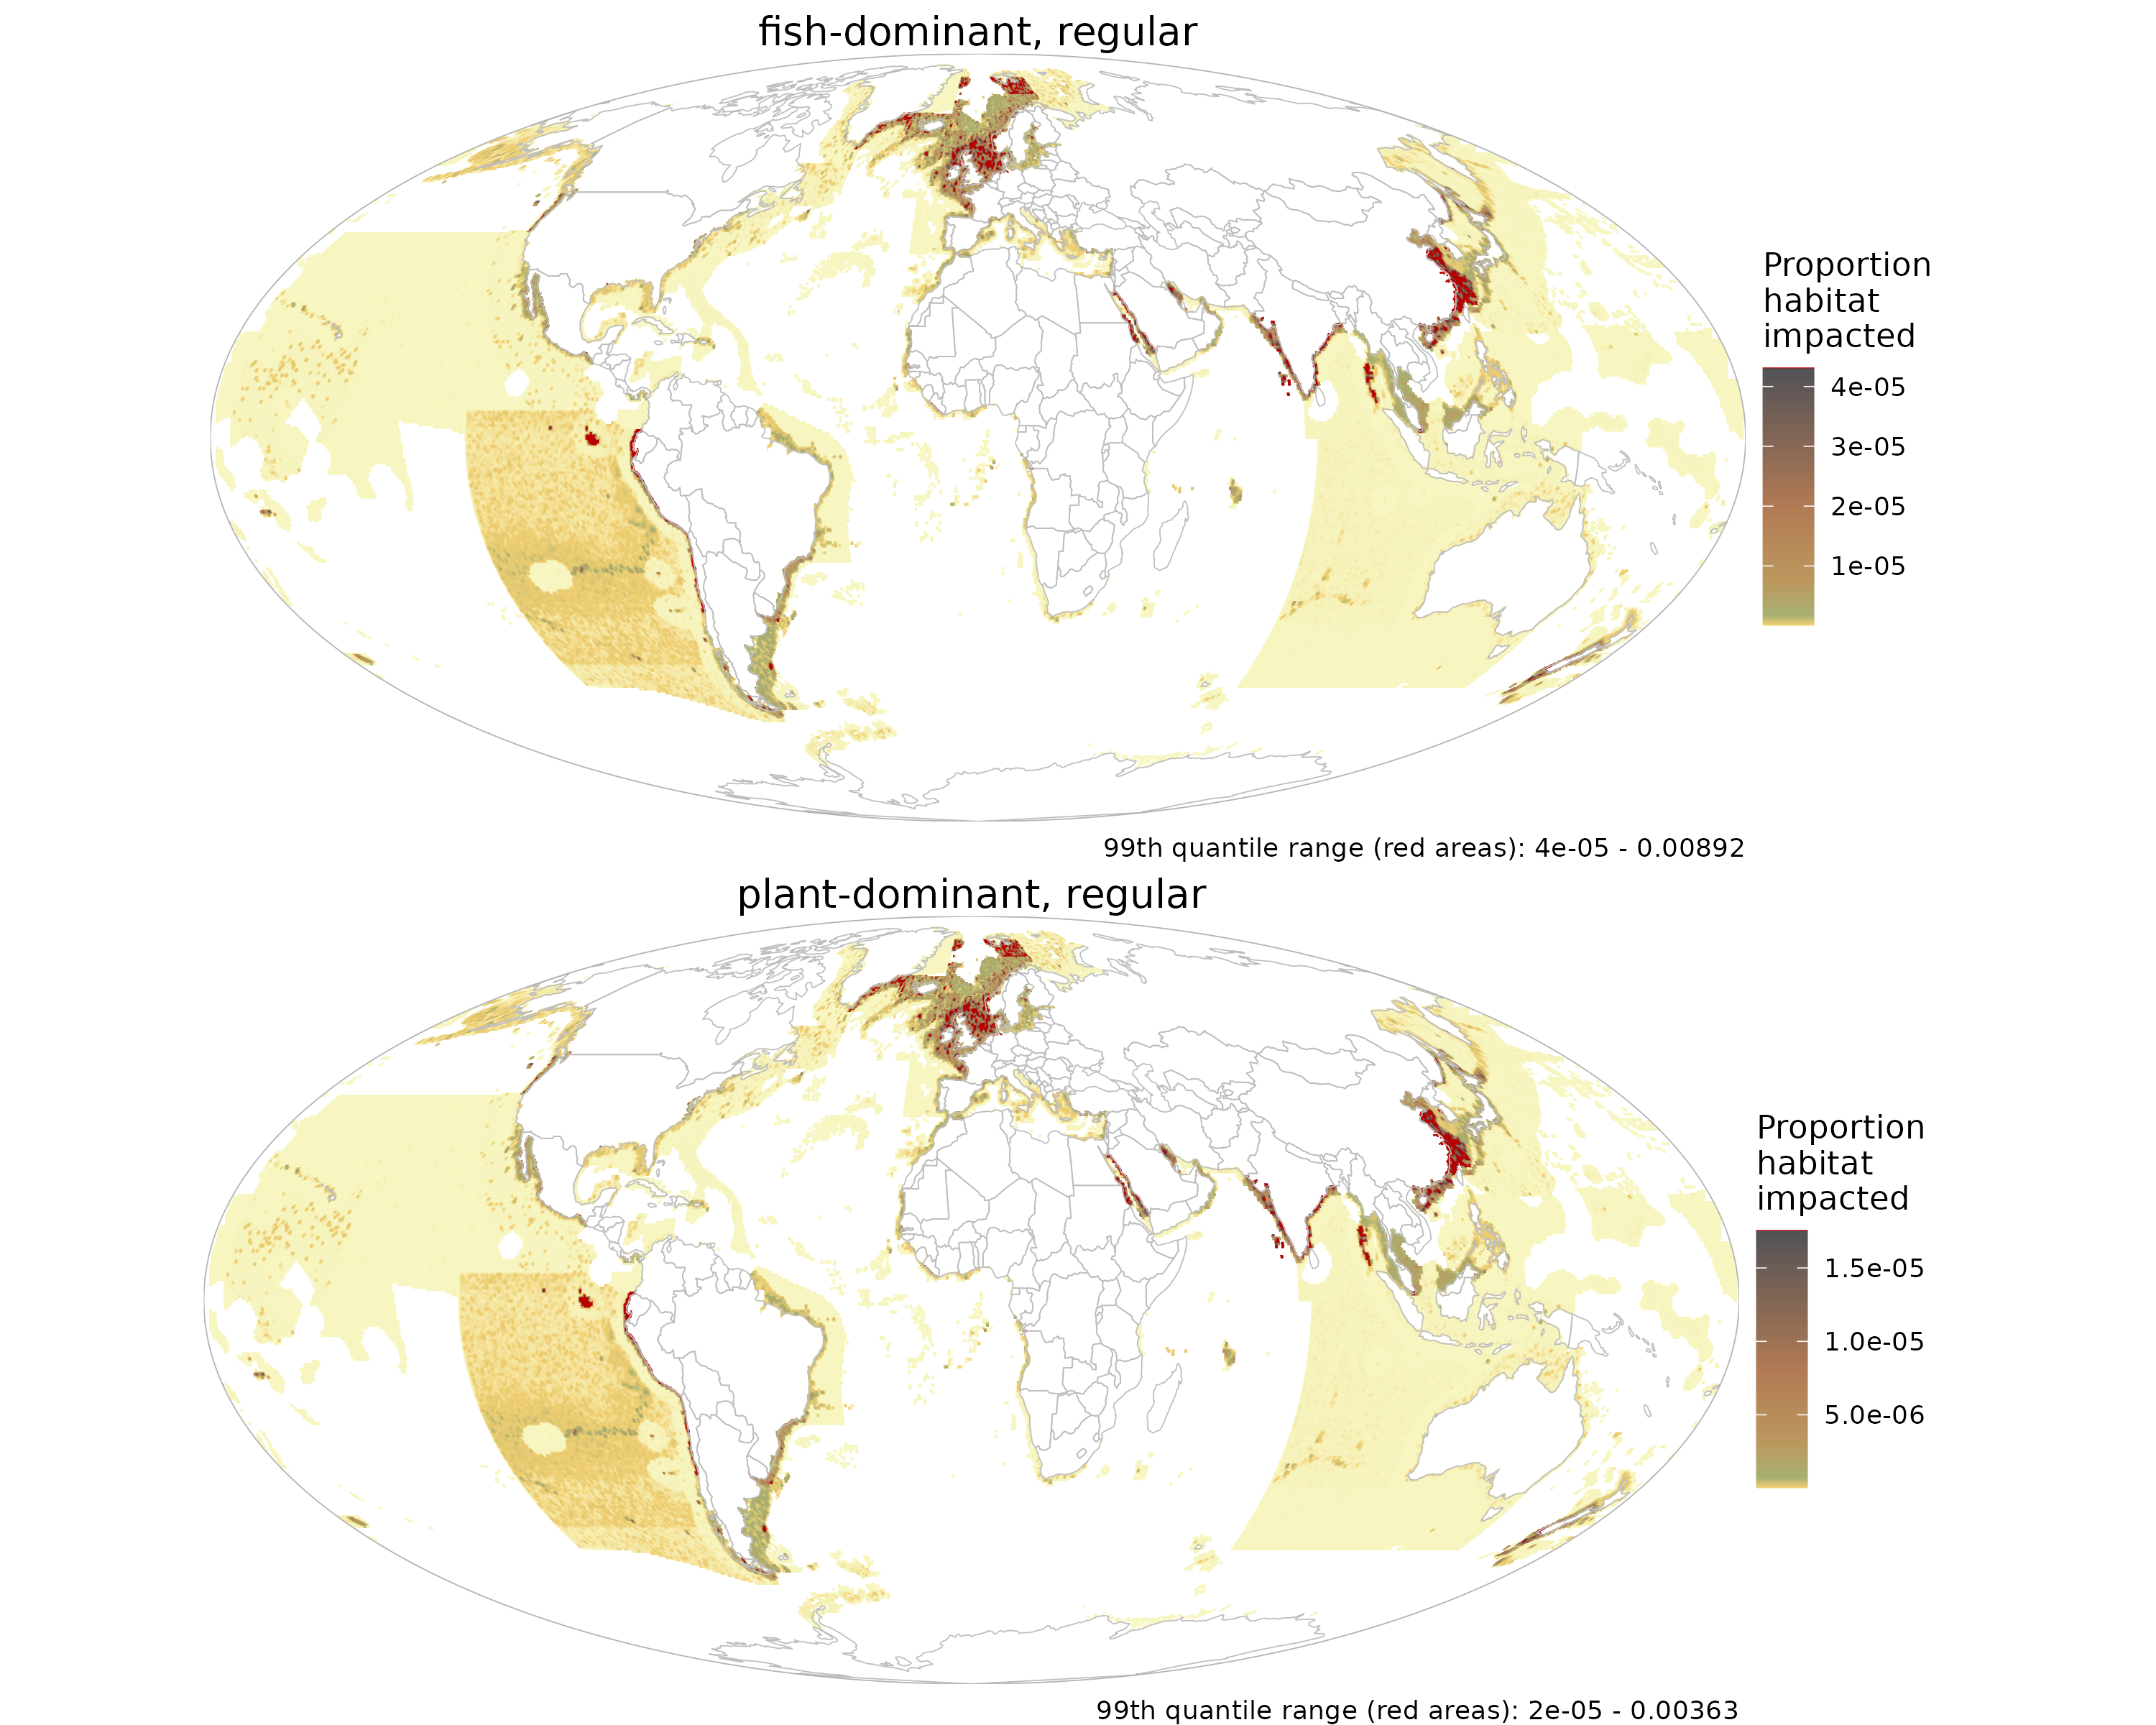 fish-dominant, regular
Proportion
habitat
impacted
4e-05
3e-05
2e-05
1e-05
99th quantile range (red areas): 4e-05 - 0.00892
plant-dominant, regular
Proportion
habitat
impacted
1.5e-05
1.0e-05
5.0e-06
99th quantile range (red areas): 2e-05 - 0.00363